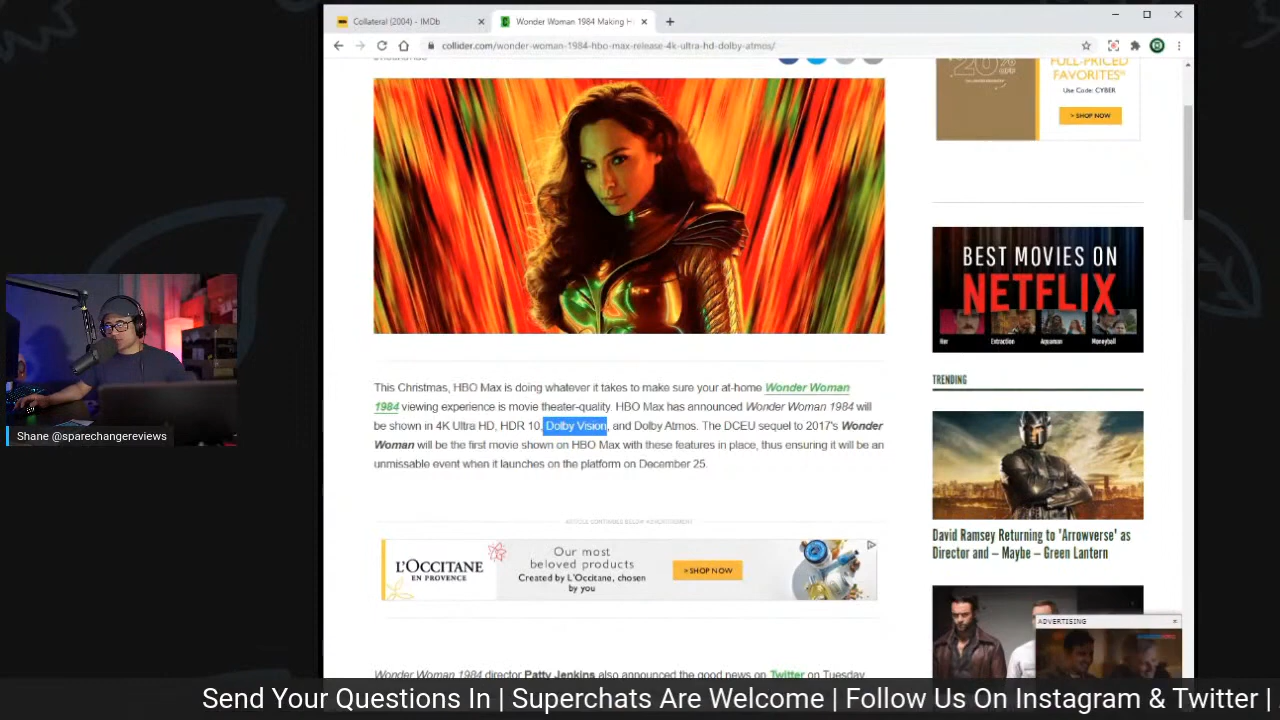 Collateral (2004) - IMDb
Wonder Woman 1984 Making H
collider.com/wonder-woman-1984-hbo-max-release-4k-ultra-hd-dolby-atmos/
20% OFF
FULL-PRICED
FAVORITES*
Use Code: CYBER
> SHOP NOW
BEST MOVIES ON
NETFLIX
Her
Extraction
Aquaman
Moneyball
This Christmas, HBO Max is doing whatever it takes to make sure your at-home Wonder Woman
1984 viewing experience is movie theater-quality. HBO Max has announced Wonder Woman 1984 will
be shown in 4K Ultra HD, HDR 10, Dolby Vision, and Dolby Atmos. The DCEU sequel to 2017's Wonder
Woman will be the first movie shown on HBO Max with these features in place, thus ensuring it will be an
unmissable event when it launches on the platform on December 25.
TRENDING
David Ramsey Returning to 'Arrowverse' as
Director and – Maybe – Green Lantern
ARTICLE CONTINUES BELOW ADVERTISEMENT
L'OCCITANE
EN PROVENCE
Our most
beloved products
Created by L'Occitane, chosen
by you
> SHOP NOW
ADVERTISING
Wonder Woman 1984 director Patty Jenkins also announced the good news on Twitter on Tuesday
Shane @sparechangereviews
Send Your Questions In | Superchats Are Welcome | Follow Us On Instagram & Twitter |